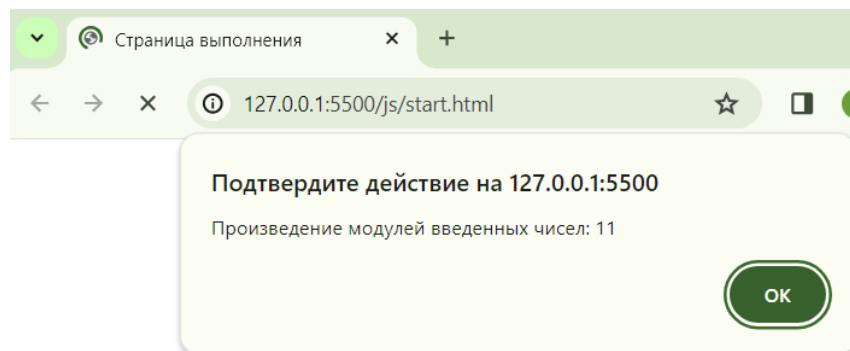 Страница выполнения
127.0.0.1:5500/js/start.html
Подтвердите действие на 127.0.0.1:5500
Произведение модулей введенных чисел: 11
ОК